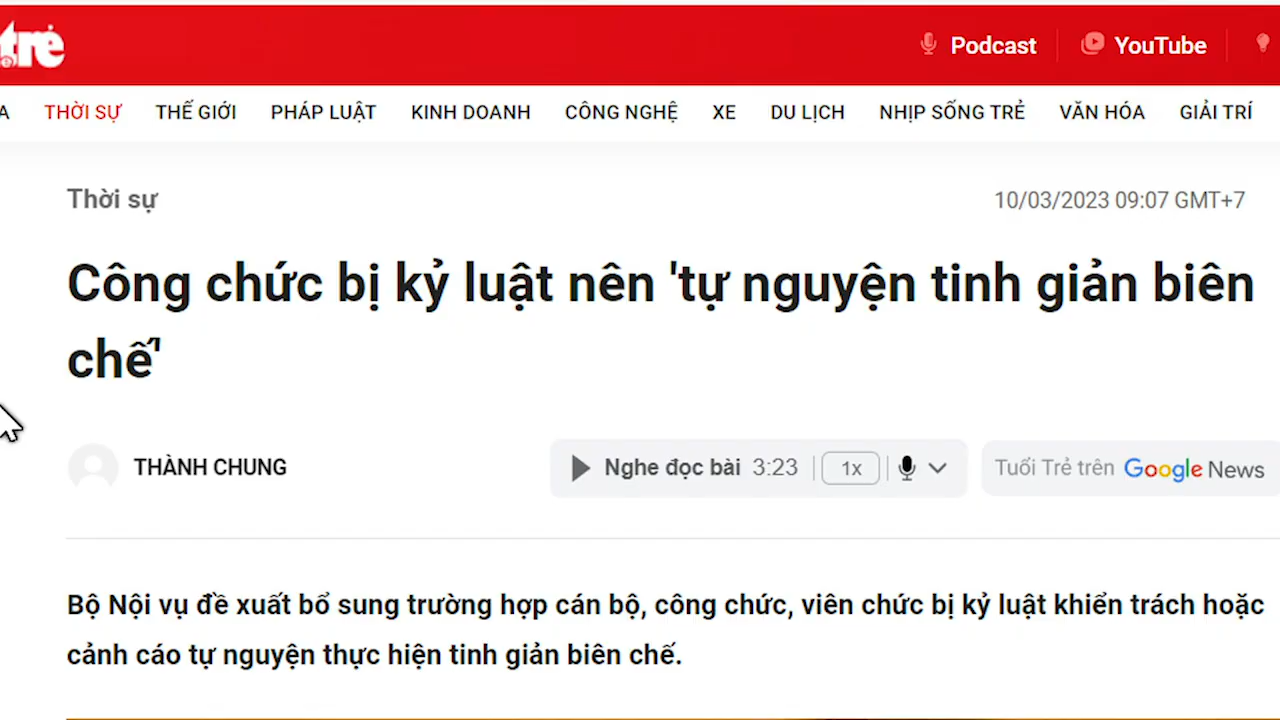 trẻ
Podcast YouTube
A THỜI SỰ THẾ GIỚI PHÁP LUẬT KINH DOANH CÔNG NGHỆ XE DU LỊCH NHỊP SỐNG TRẺ VĂN HÓA GIẢI TRÍ
Thời sự 10/03/2023 09:07 GMT+7
Công chức bị kỷ luật nên 'tự nguyện tinh giản biên
chế'
THÀNH CHUNG Nghe đọc bài 3:23 1x Tuổi Trẻ trên Google News
Bộ Nội vụ đề xuất bổ sung trường hợp cán bộ, công chức, viên chức bị kỷ luật khiển trách hoặc
cảnh cáo tự nguyện thực hiện tinh giản biên chế.